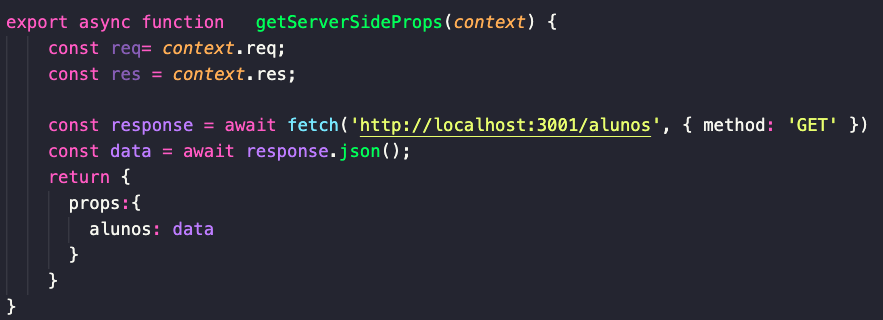 export async function   getServerSideProps(context) {
    const req= context.req;
    const res = context.res;

    const response = await fetch('http://localhost:3001/alunos', { method: 'GET' })
    const data = await response.json();
    return {
      props:{
        alunos: data
      }
    }
}